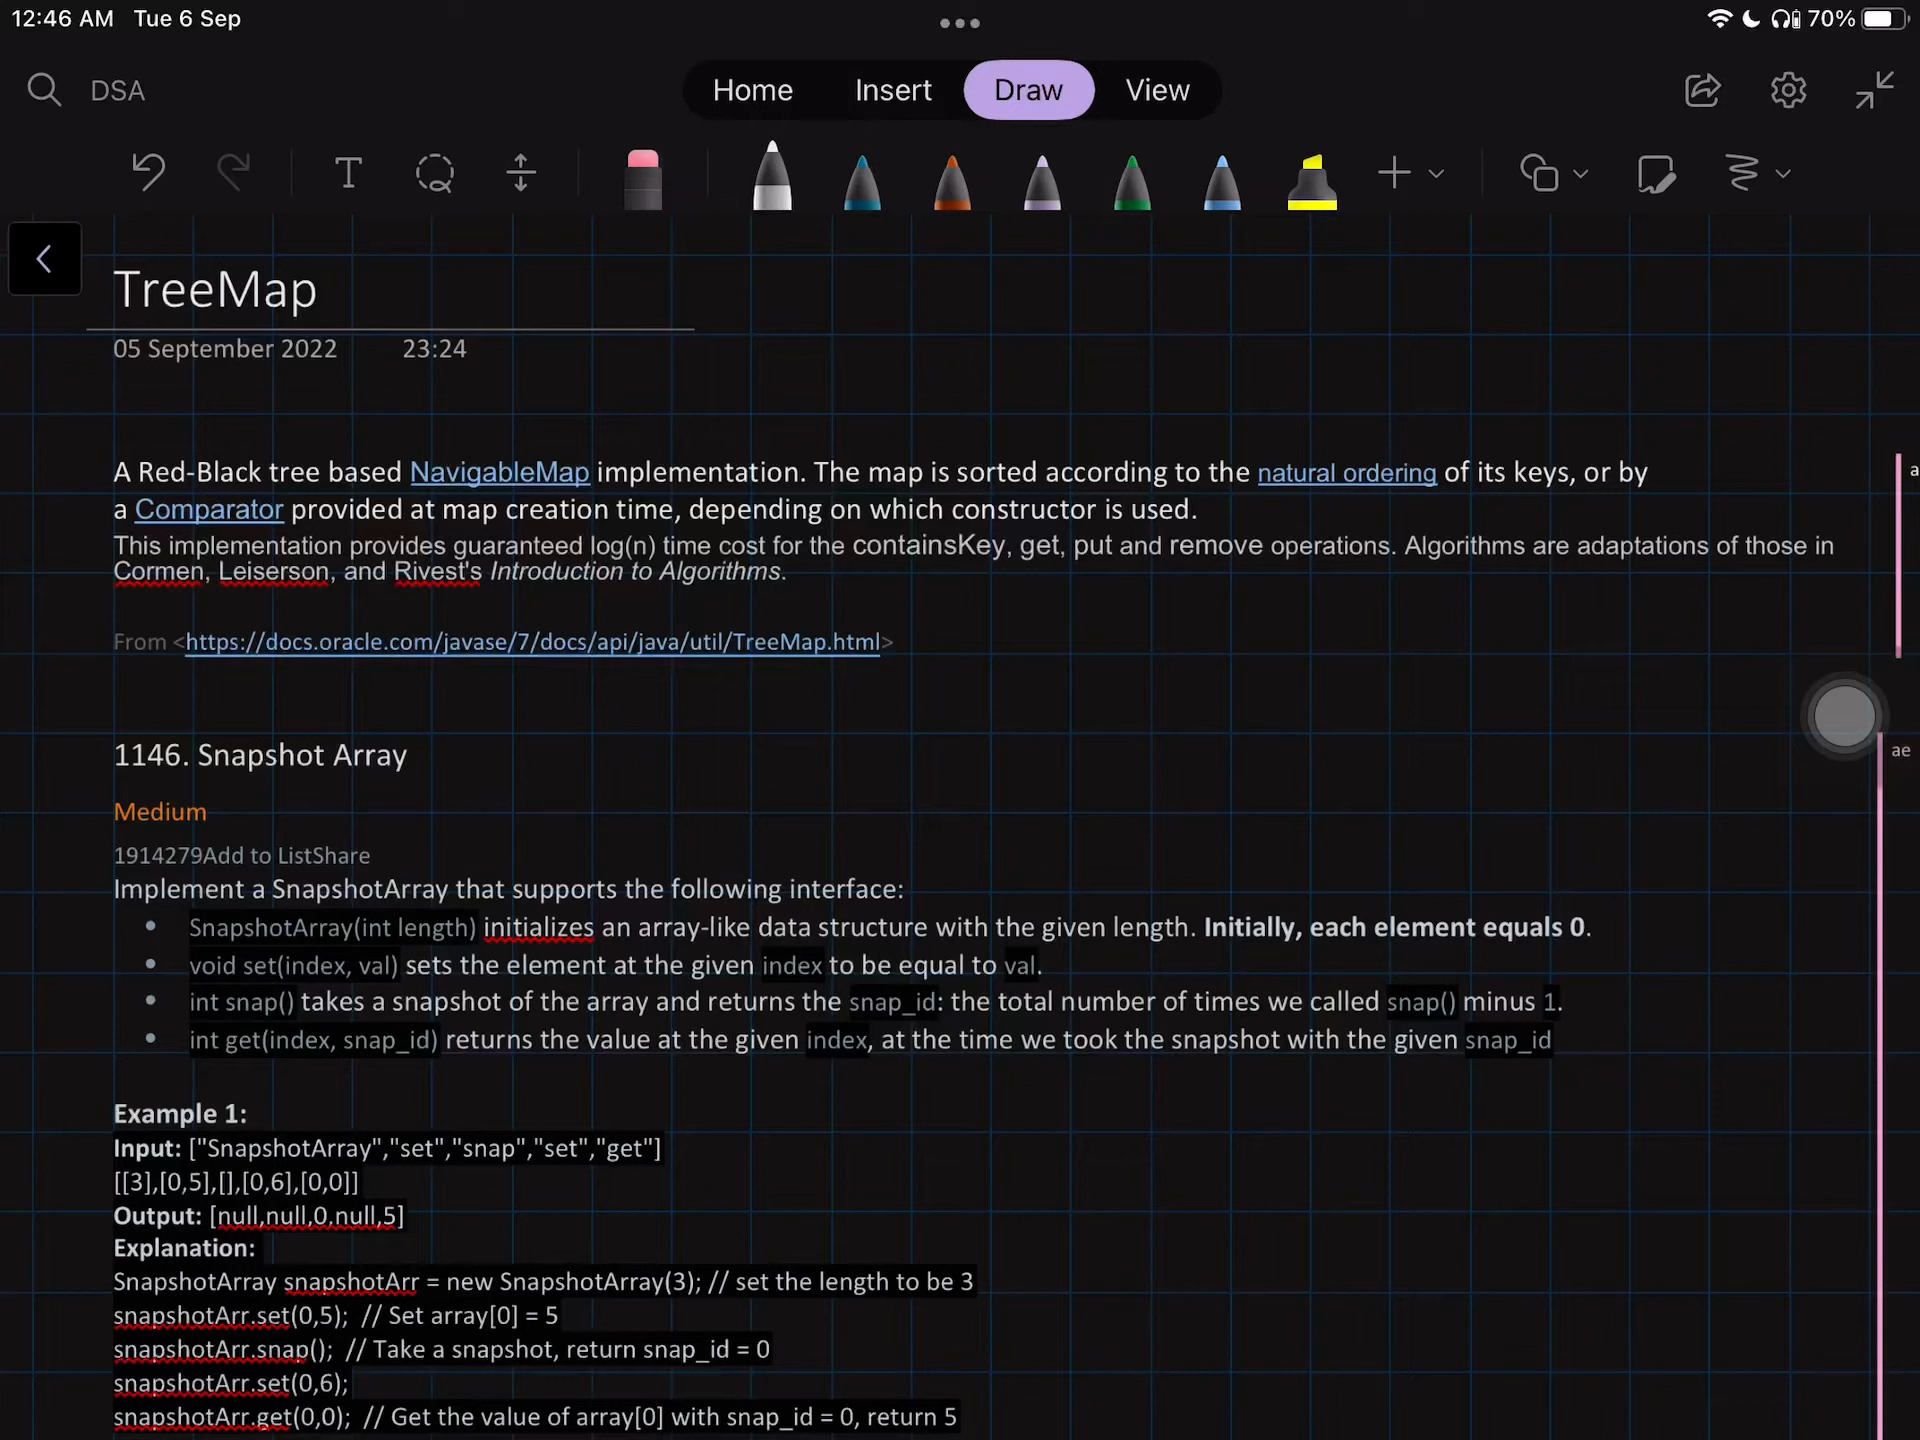 12:46 AM Tue 6 Sep
70%
DSA
Home Insert Draw View
T
TreeMap
05 September 2022 23:24
A Red-Black tree based NavigableMap implementation. The map is sorted according to the natural ordering of its keys, or by
a Comparator provided at map creation time, depending on which constructor is used.
This implementation provides guaranteed log(n) time cost for the containsKey, get, put and remove operations. Algorithms are adaptations of those in
Cormen, Leiserson, and Rivest's Introduction to Algorithms.
From <https://docs.oracle.com/javase/7/docs/api/java/util/TreeMap.html>
a
1146. Snapshot Array
ae
Medium
1914279Add to ListShare
Implement a SnapshotArray that supports the following interface:
• SnapshotArray(int length) initializes an array-like data structure with the given length. Initially, each element equals 0.
• void set(index, val) sets the element at the given index to be equal to val.
• int snap() takes a snapshot of the array and returns the snap_id: the total number of times we called snap() minus 1.
• int get(index, snap_id) returns the value at the given index, at the time we took the snapshot with the given snap_id
Example 1:
Input: ["SnapshotArray","set","snap","set","get"]
[[3],[0,5],[],[0,6],[0,0]]
Output: [null,null,0,null,5]
Explanation:
SnapshotArray snapshotArr = new SnapshotArray(3); // set the length to be 3
snapshotArr.set(0,5);  // Set array[0] = 5
snapshotArr.snap();  // Take a snapshot, return snap_id = 0
snapshotArr.set(0,6);
snapshotArr.get(0,0);  // Get the value of array[0] with snap_id = 0, return 5